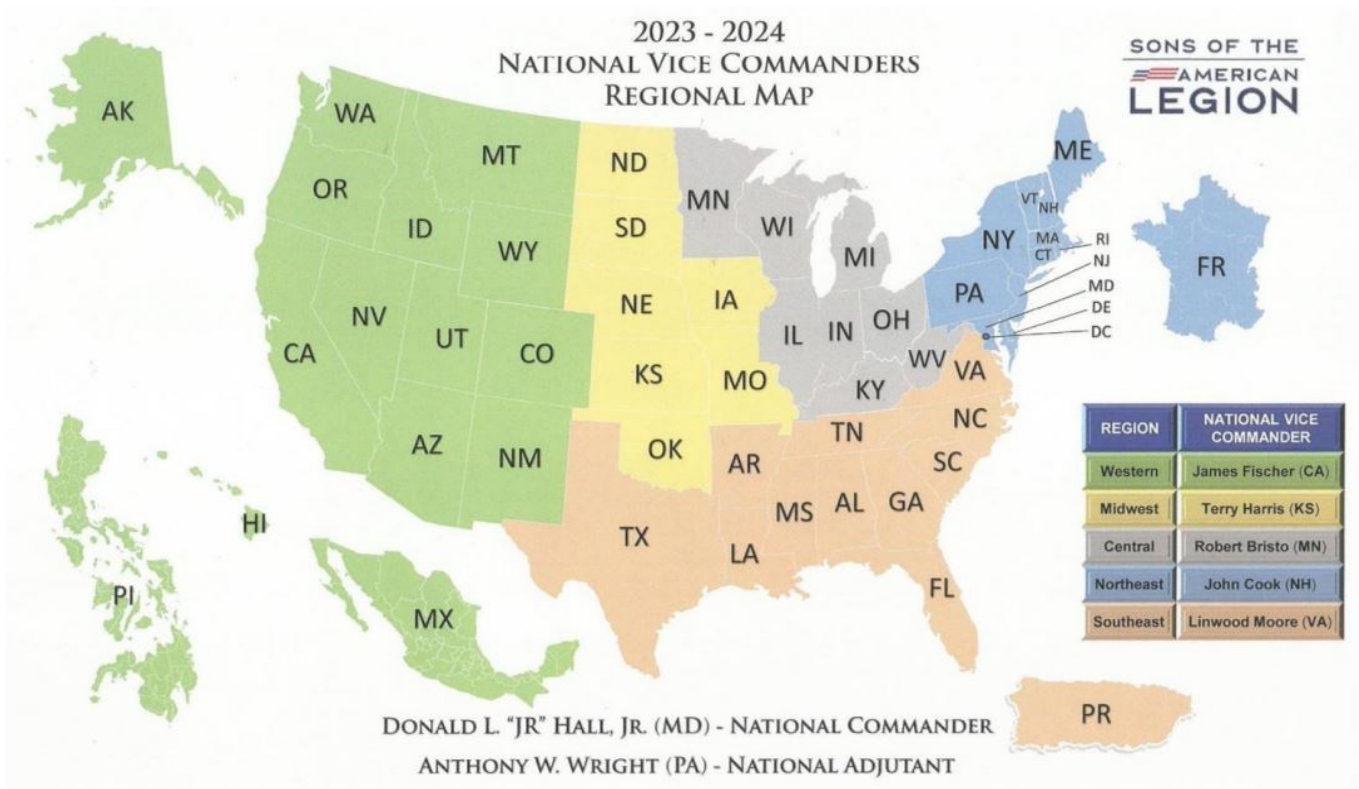 2023 - 2024
NATIONAL VICE COMMANDERS
REGIONAL MAP
SONS OF THE
AMERICAN
LEGION
AK
WA
MT
ND
MN
ME
OR
ID
WY
SD
WI
MI
VT
NH
NY
MA
CT
RI
NJ
MD
DE
DC
FR
PA
NV
UT
CO
CA
NE
IA
KS
MO
IL
IN
OH
WV
KY
VA
AZ
NM
OK
AR
TN
NC
SC
TX
LA
MS
AL
GA
FL
HI
PI
MX
PR
REGION NATIONAL VICE
COMMANDER
Western James Fischer (CA)
Midwest Terry Harris (KS)
Central Robert Bristo (MN)
Northeast John Cook (NH)
Southeast Linwood Moore (VA)
DONALD L. "JR" HALL, JR. (MD) - NATIONAL COMMANDER
ANTHONY W. WRIGHT (PA) - NATIONAL ADJUTANT